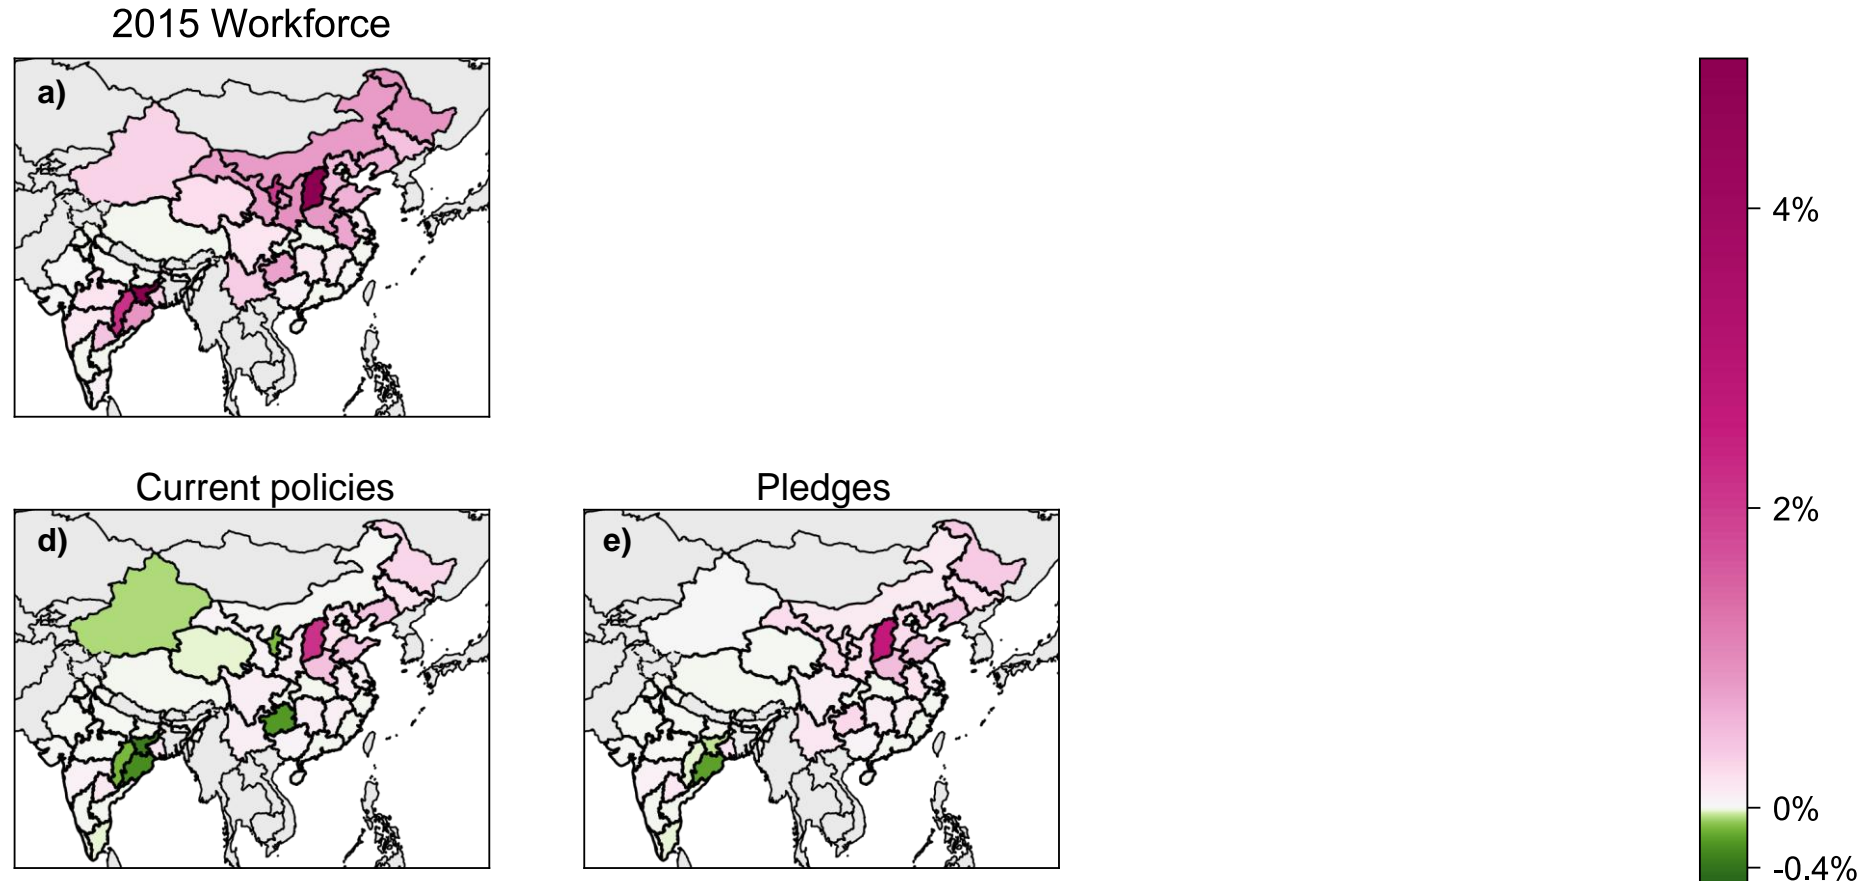 2015 Workforce
a)
4%
2%
Current policies
Pledges
d)
e)
0%
-0.4%